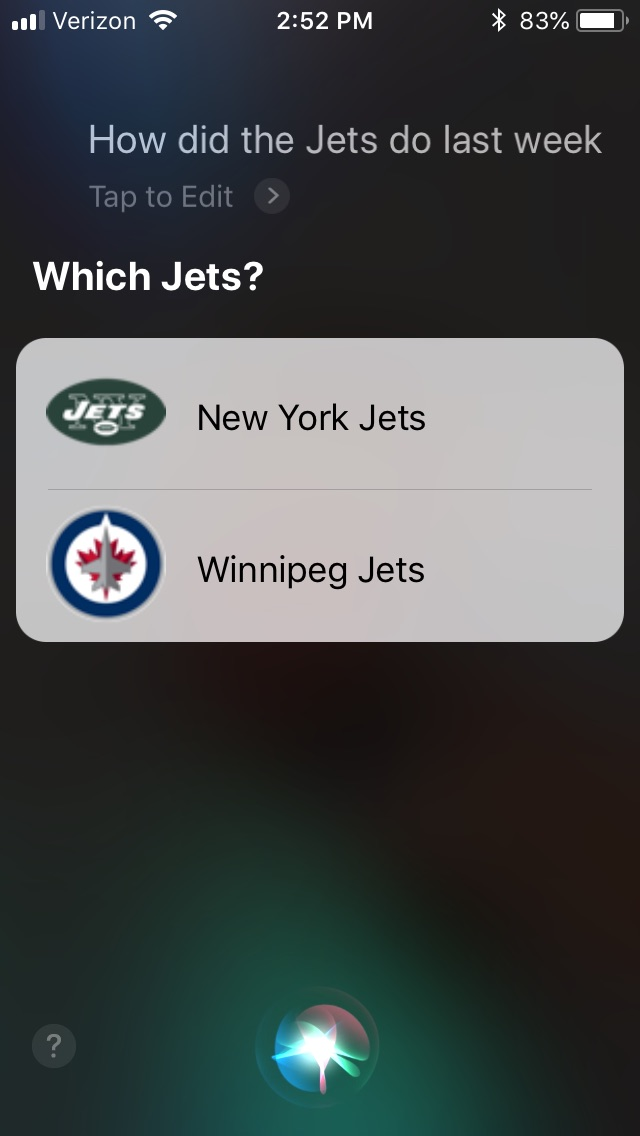 Verizon 2:52 PM 83%
How did the Jets do last week
Tap to Edit
Which Jets?
JETS NY New York Jets
Winnipeg Jets
?